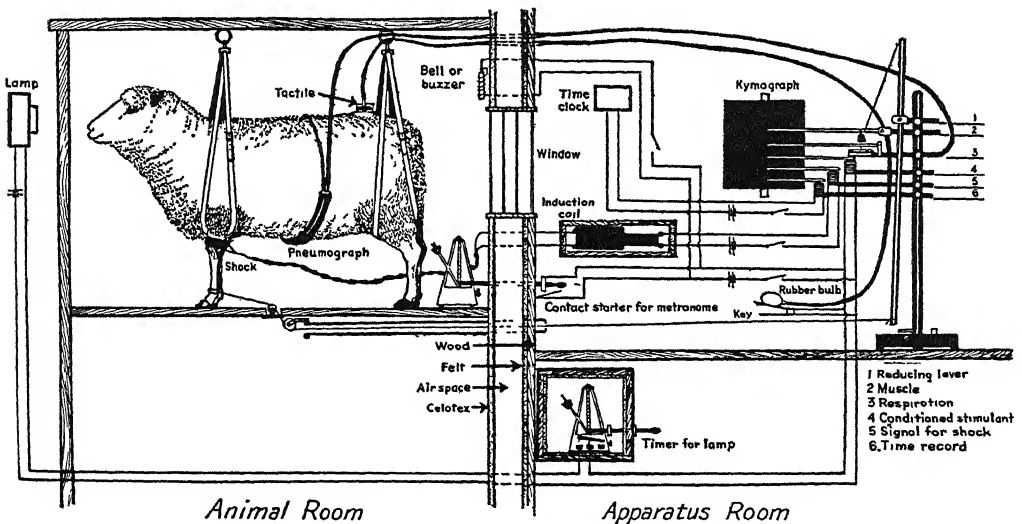 Lamp
Tactile
Bell or
buzzer
Time
clock
Kymograph
1
2
3
4
5
6
Window
Induction
coil
Pneumograph
Shock
Rubber bulb
Contact starter for metronome
Key
Wood
Felt
Air space
Celotex
Timer for lamp
1 Reducing lever
2 Muscle
3 Respiration
4 Conditioned stimulant
5 Signal for shock
6. Time record
Animal Room
Apparatus Room